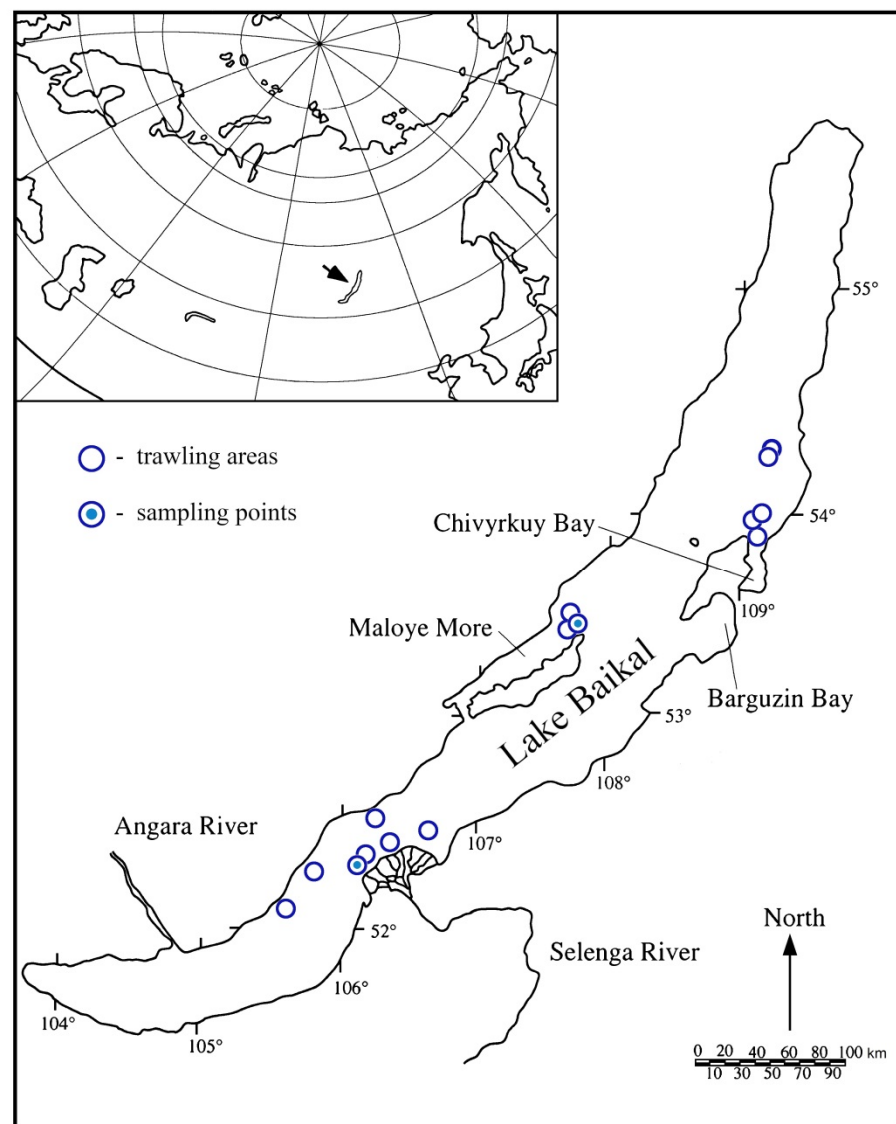 - trawling areas
- sampling points
55°
54°
Chivyrkuy Bay
109°
Maloye More
Barguzin Bay
Lake Baikal
53°
108°
Angara River
107°
52°
North
Selenga River
106°
104°
105°
0 20 40 60 80 100 km
10 30 50 70 90